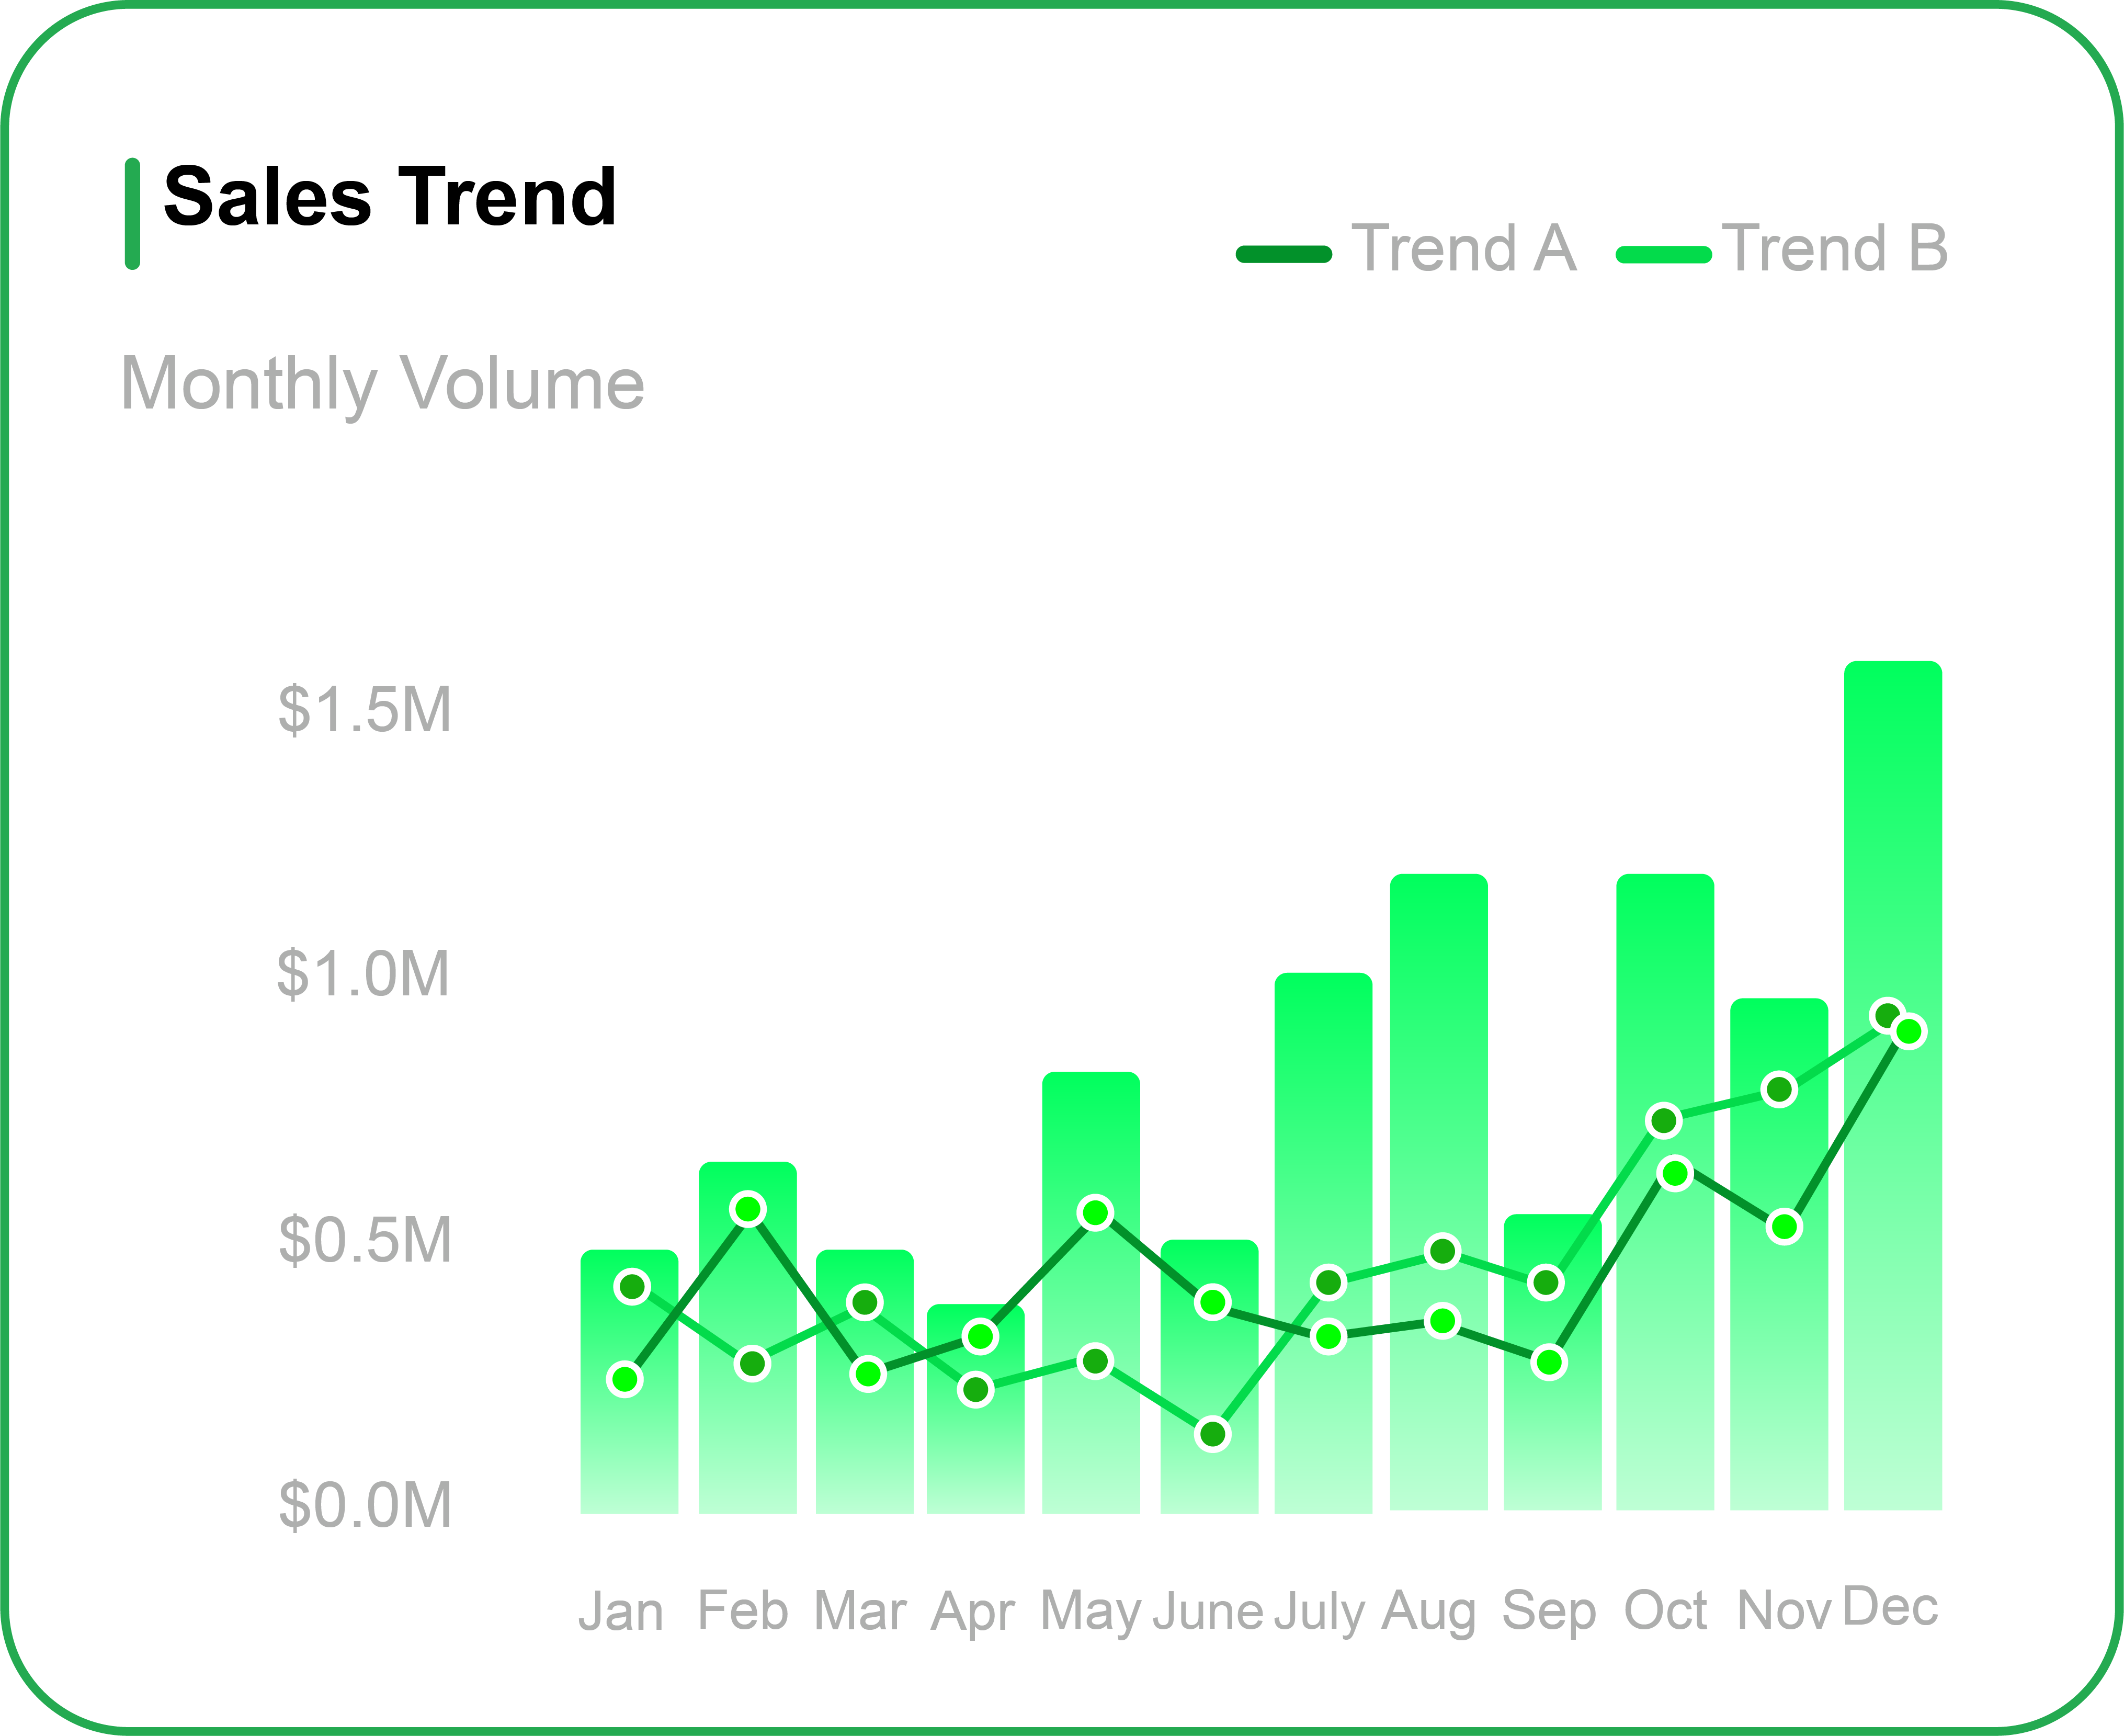 Sales Trend
Trend A Trend B
Monthly Volume
$1.5M
$1.0M
$0.5M
$0.0M
Jan Feb Mar Apr May June July Aug Sep Oct Nov Dec